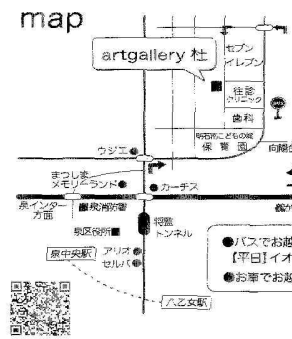 map
artgallery 杜
セブン
イレブン
往診
クリニック
歯科
明石台こどもの城
保育園
向陽台
ウジエ
まつしま
メモリーランド
カーチス
泉インター
方面
泉消防署
泉区役所
将監
トンネル
泉中央駅
アリオ
セルバ
八乙女駅
●バスでお越
【平日】イオ
●お車でお越